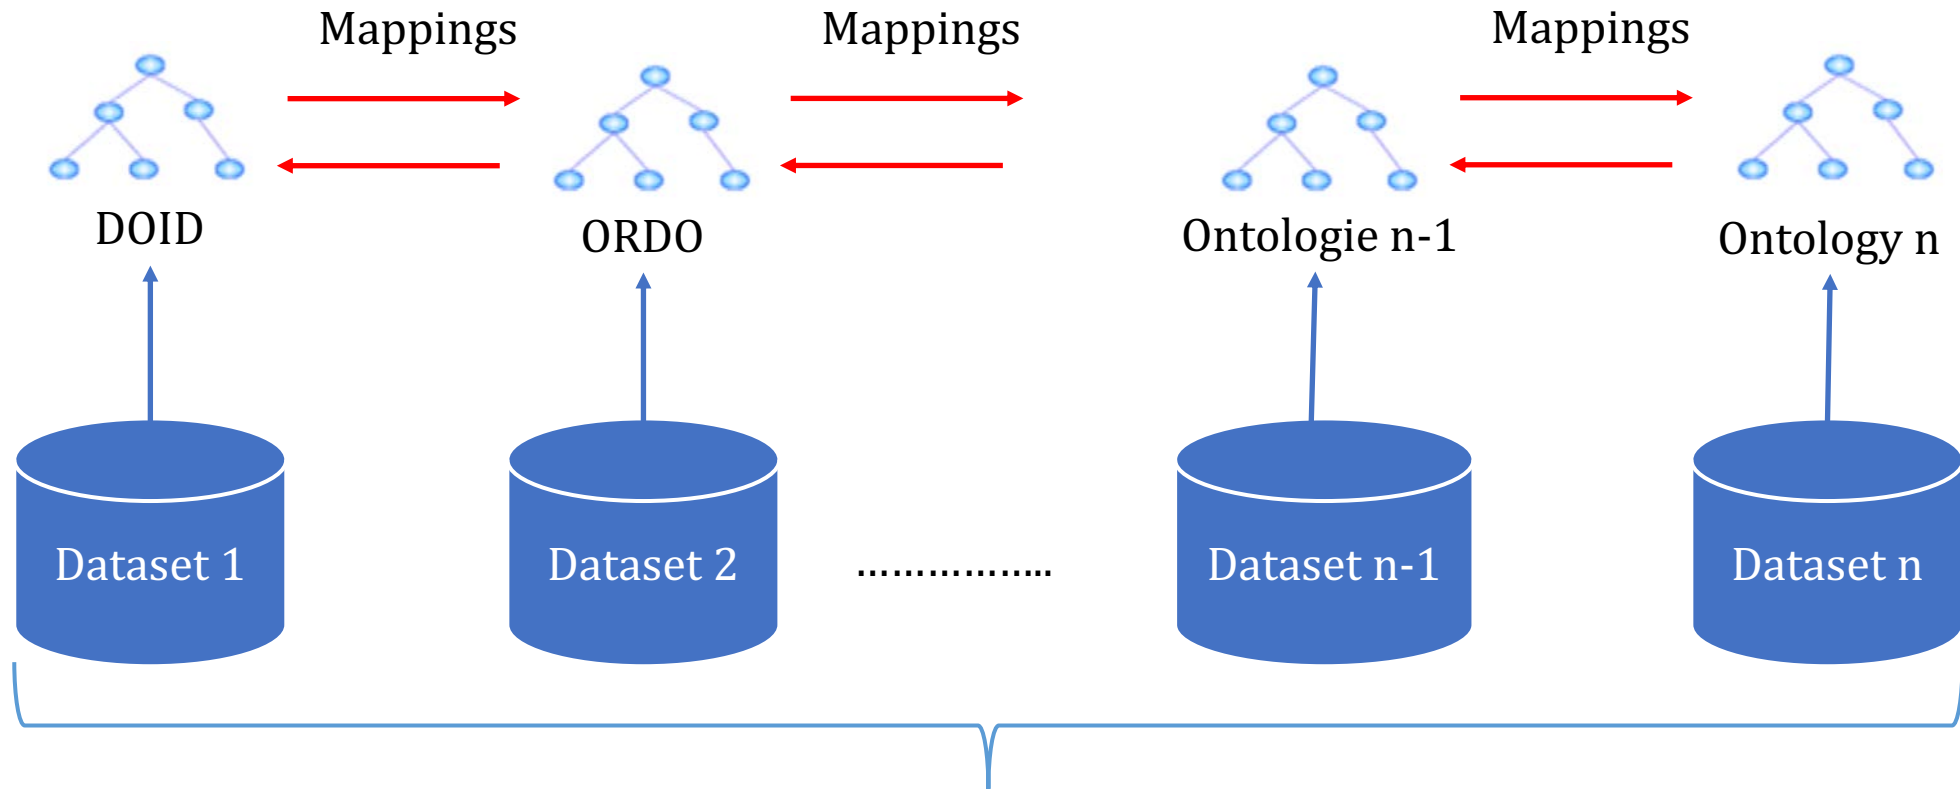 Mappings
Mappings
Mappings
DOID
ORDO
Ontologie n-1
Ontology n
Dataset 1
Dataset 2
……………...
Dataset n-1
Dataset n